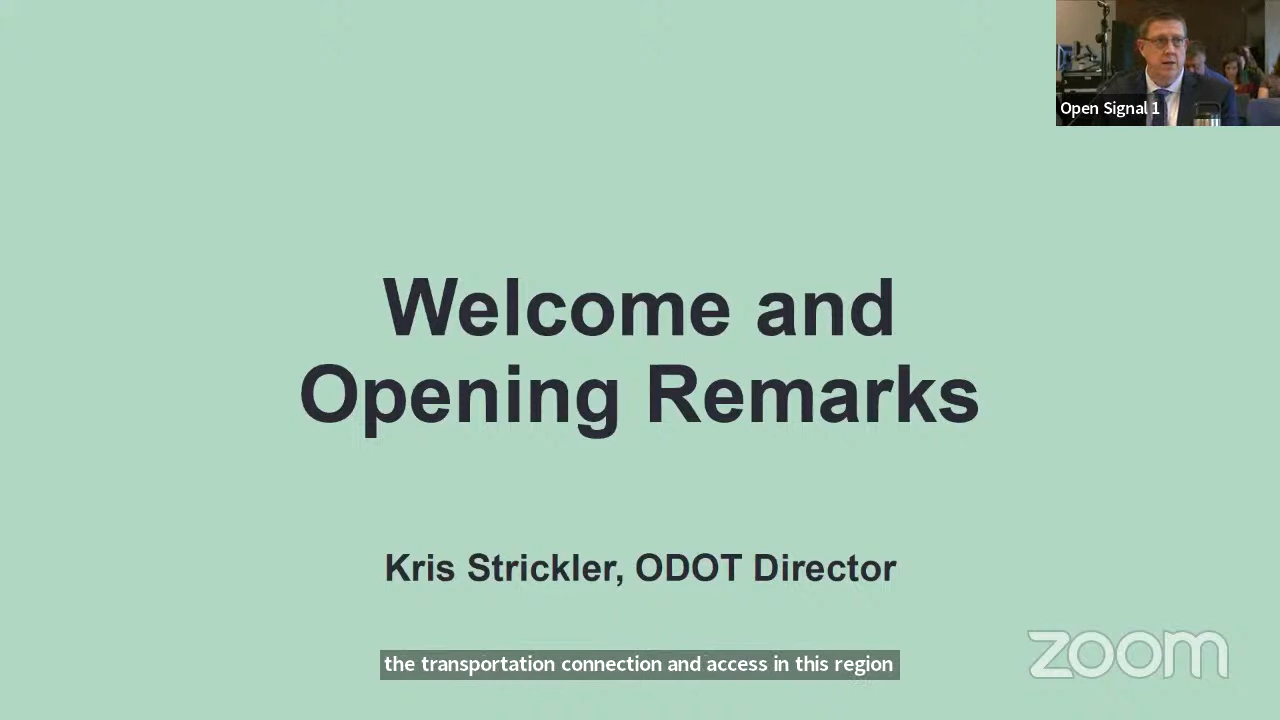 Open Signal 1
Welcome and
Opening Remarks
Kris Strickler, ODOT Director
the transportation connection and access in this region
zoom